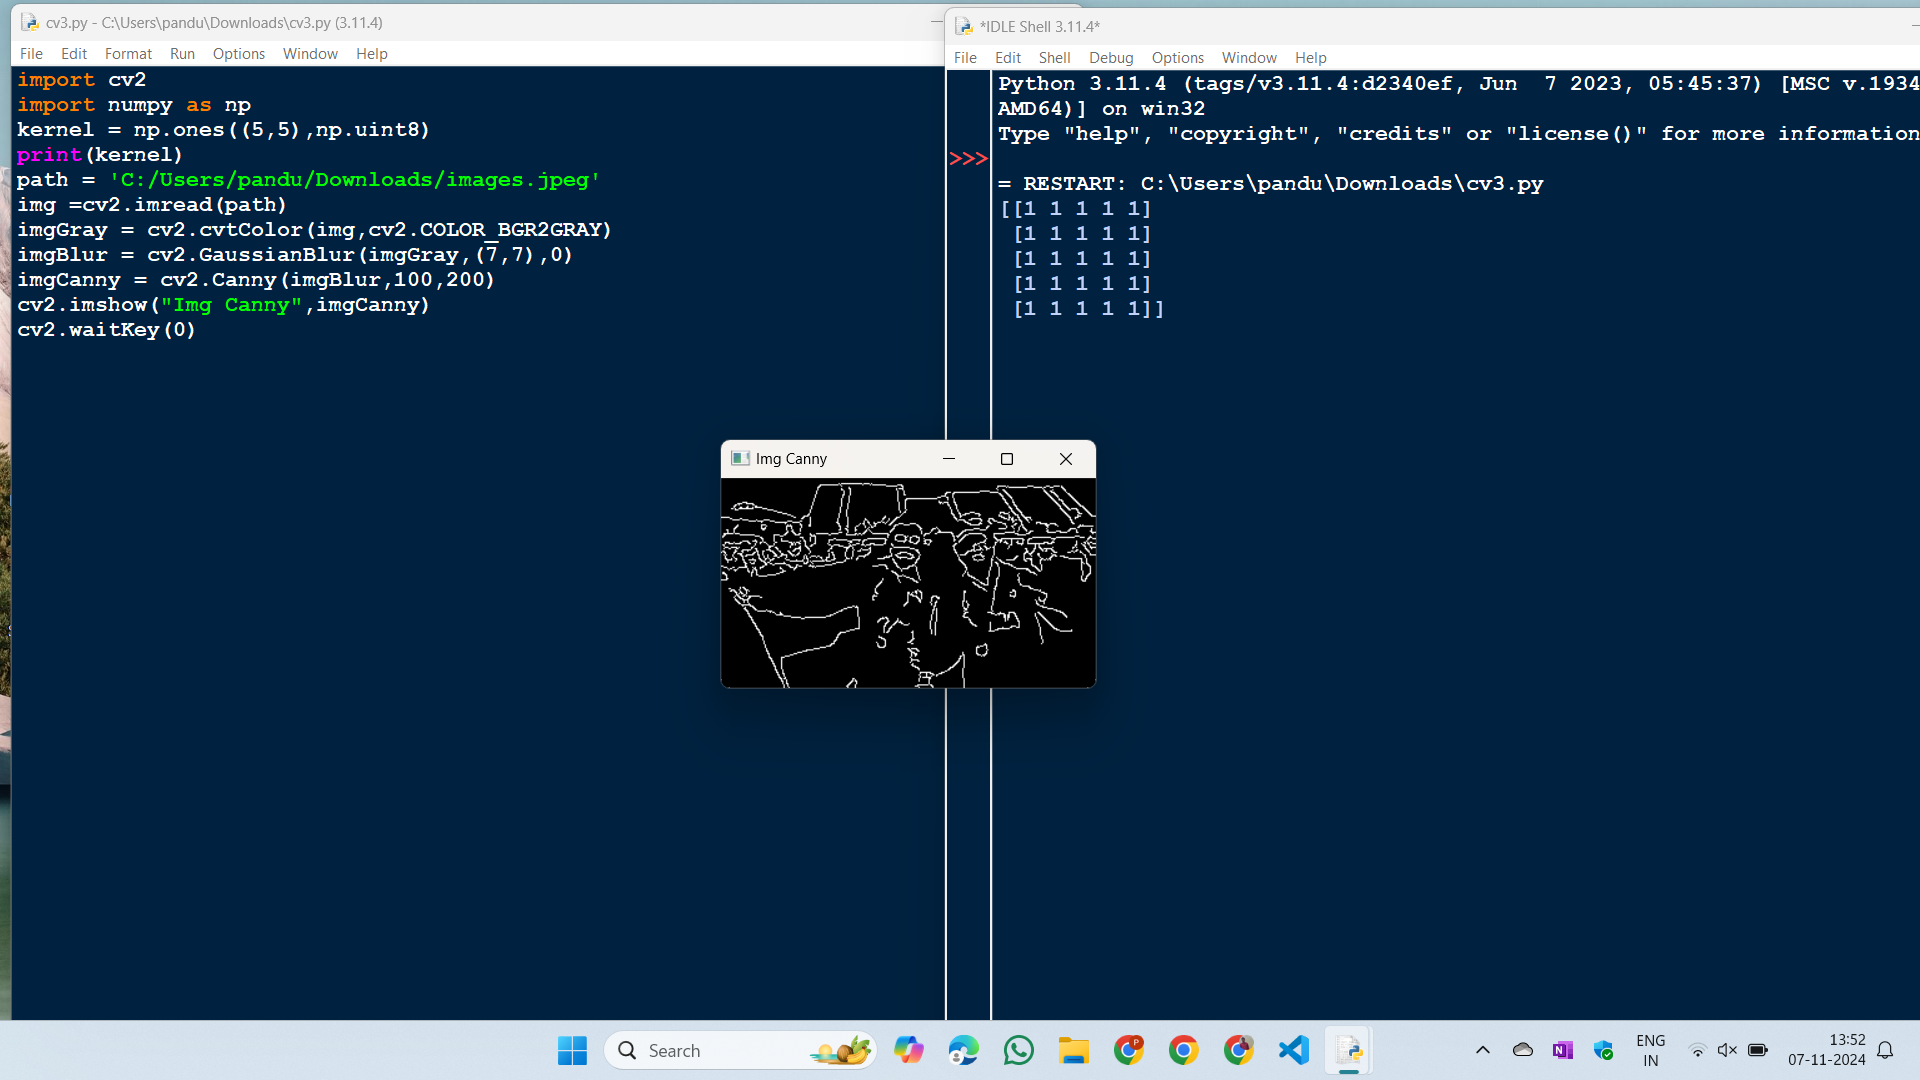 cv3.py - C:\Users\pandu\Downloads\cv3.py (3.11.4)
File Edit Format Run Options Window Help
import cv2
import numpy as np
kernel = np.ones((5,5),np.uint8)
print(kernel)
path = 'C:/Users/pandu/Downloads/images.jpeg'
img =cv2.imread(path)
imgGray = cv2.cvtColor(img,cv2.COLOR_BGR2GRAY)
imgBlur = cv2.GaussianBlur(imgGray,(7,7),0)
imgCanny = cv2.Canny(imgBlur,100,200)
cv2.imshow("Img Canny",imgCanny)
cv2.waitKey(0)
*IDLE Shell 3.11.4*
File Edit Shell Debug Options Window Help
Python 3.11.4 (tags/v3.11.4:d2340ef, Jun  7 2023, 05:45:37) [MSC v.1934
AMD64)] on win32
Type "help", "copyright", "credits" or "license()" for more information
>>>
= RESTART: C:\Users\pandu\Downloads\cv3.py
[[1 1 1 1 1]
 [1 1 1 1 1]
 [1 1 1 1 1]
 [1 1 1 1 1]
 [1 1 1 1 1]]
Img Canny
Search
P
N
ENG
IN
13:52
07-11-2024